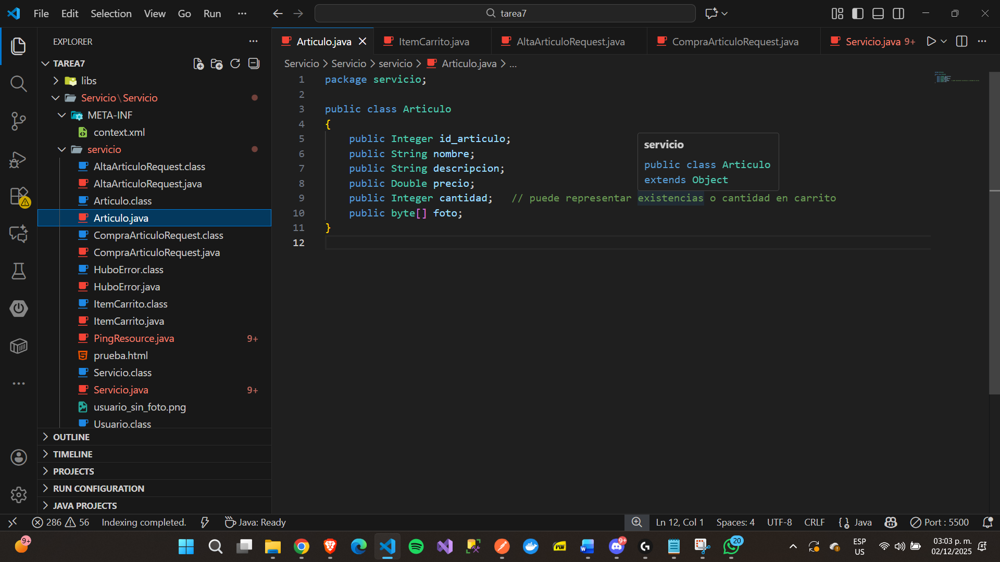 File Edit Selection View Go Run ···
tarea7
EXPLORER
TAREA7
libs
Servicio\Servicio
META-INF
context.xml
servicio
AltaArticuloRequest.class
AltaArticuloRequest.java
Articulo.class
Articulo.java
CompraArticuloRequest.class
CompraArticuloRequest.java
HuboError.class
HuboError.java
ItemCarrito.class
ItemCarrito.java
PingResource.java 9+
prueba.html
Servicio.class
Servicio.java 9+
usuario_sin_foto.png
Usuario.class
OUTLINE
TIMELINE
PROJECTS
RUN CONFIGURATION
JAVA PROJECTS
Articulo.java ItemCarrito.java AltaArticuloRequest.java CompraArticuloRequest.java Servicio.java 9+
Servicio > Servicio > servicio > Articulo.java > ...
1 package servicio;
2
3 public class Articulo
4 {
5 public Integer id_articulo;
6 public String nombre;
7 public String descripcion;
8 public Double precio;
9 public Integer cantidad; // puede representar existencias o cantidad en carrito
10 public byte[] foto;
11 }
12
servicio
public class Articulo
extends Object
286 56 Indexing completed. Java: Ready
Ln 12, Col 1 Spaces: 4 UTF-8 CRLF {} Java Port : 5500
9+
PDF
W
9+
20
ESP
US
03:03 p. m.
02/12/2025